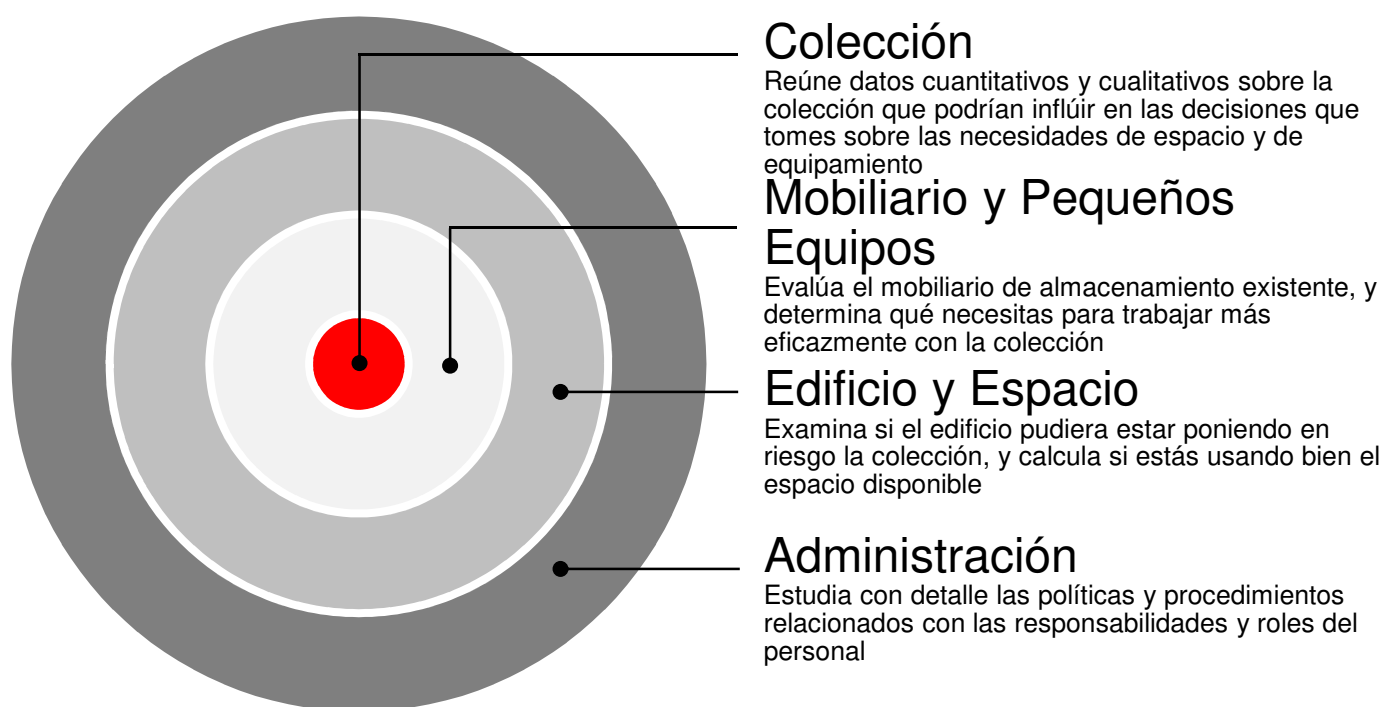 Colección
Reúne datos cuantitativos y cualitativos sobre la
colección que podrían inflúir en las decisiones que
tomes sobre las necesidades de espacio y de
equipamiento
Mobiliario y Pequeños
Equipos
Evalúa el mobiliario de almacenamiento existente, y
determina qué necesitas para trabajar más
eficazmente con la colección
Edificio y Espacio
Examina si el edificio pudiera estar poniendo en
riesgo la colección, y calcula si estás usando bien el
espacio disponible
Administración
Estudia con detalle las políticas y procedimientos
relacionados con las responsabilidades y roles del
personal